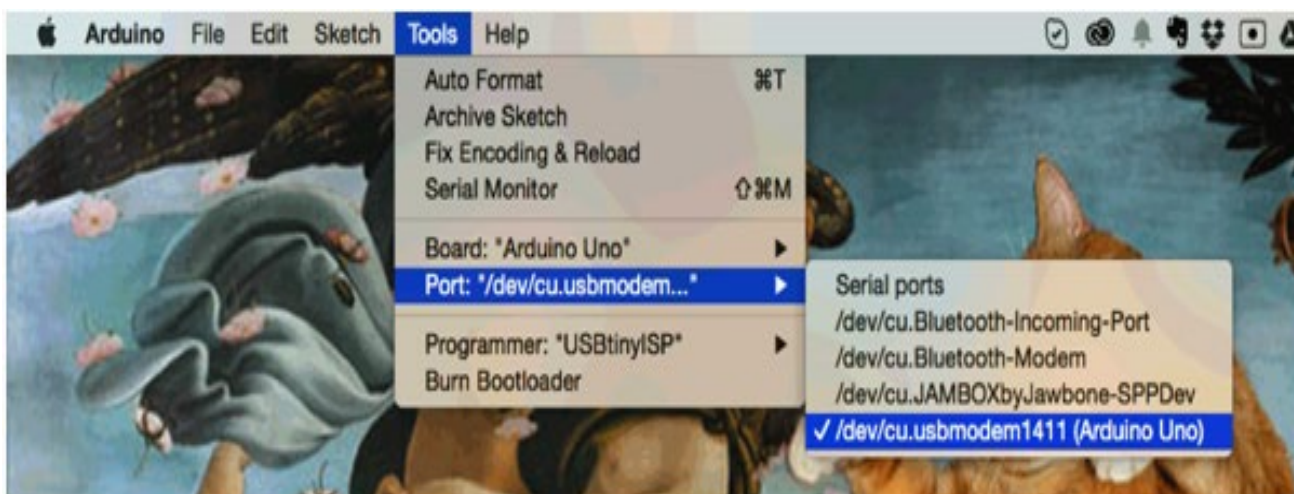 Arduino File Edit Sketch Tools Help
Auto Format ⌘T
Archive Sketch
Fix Encoding & Reload
Serial Monitor ⇧⌘M
Board: "Arduino Uno"
Port: "/dev/cu.usbmodem..."
Programmer: "USBtinyISP"
Burn Bootloader
Serial ports
/dev/cu.Bluetooth-Incoming-Port
/dev/cu.Bluetooth-Modem
/dev/cu.JAMBOXbyJawbone-SPPDev
✓ /dev/cu.usbmodem1411 (Arduino Uno)